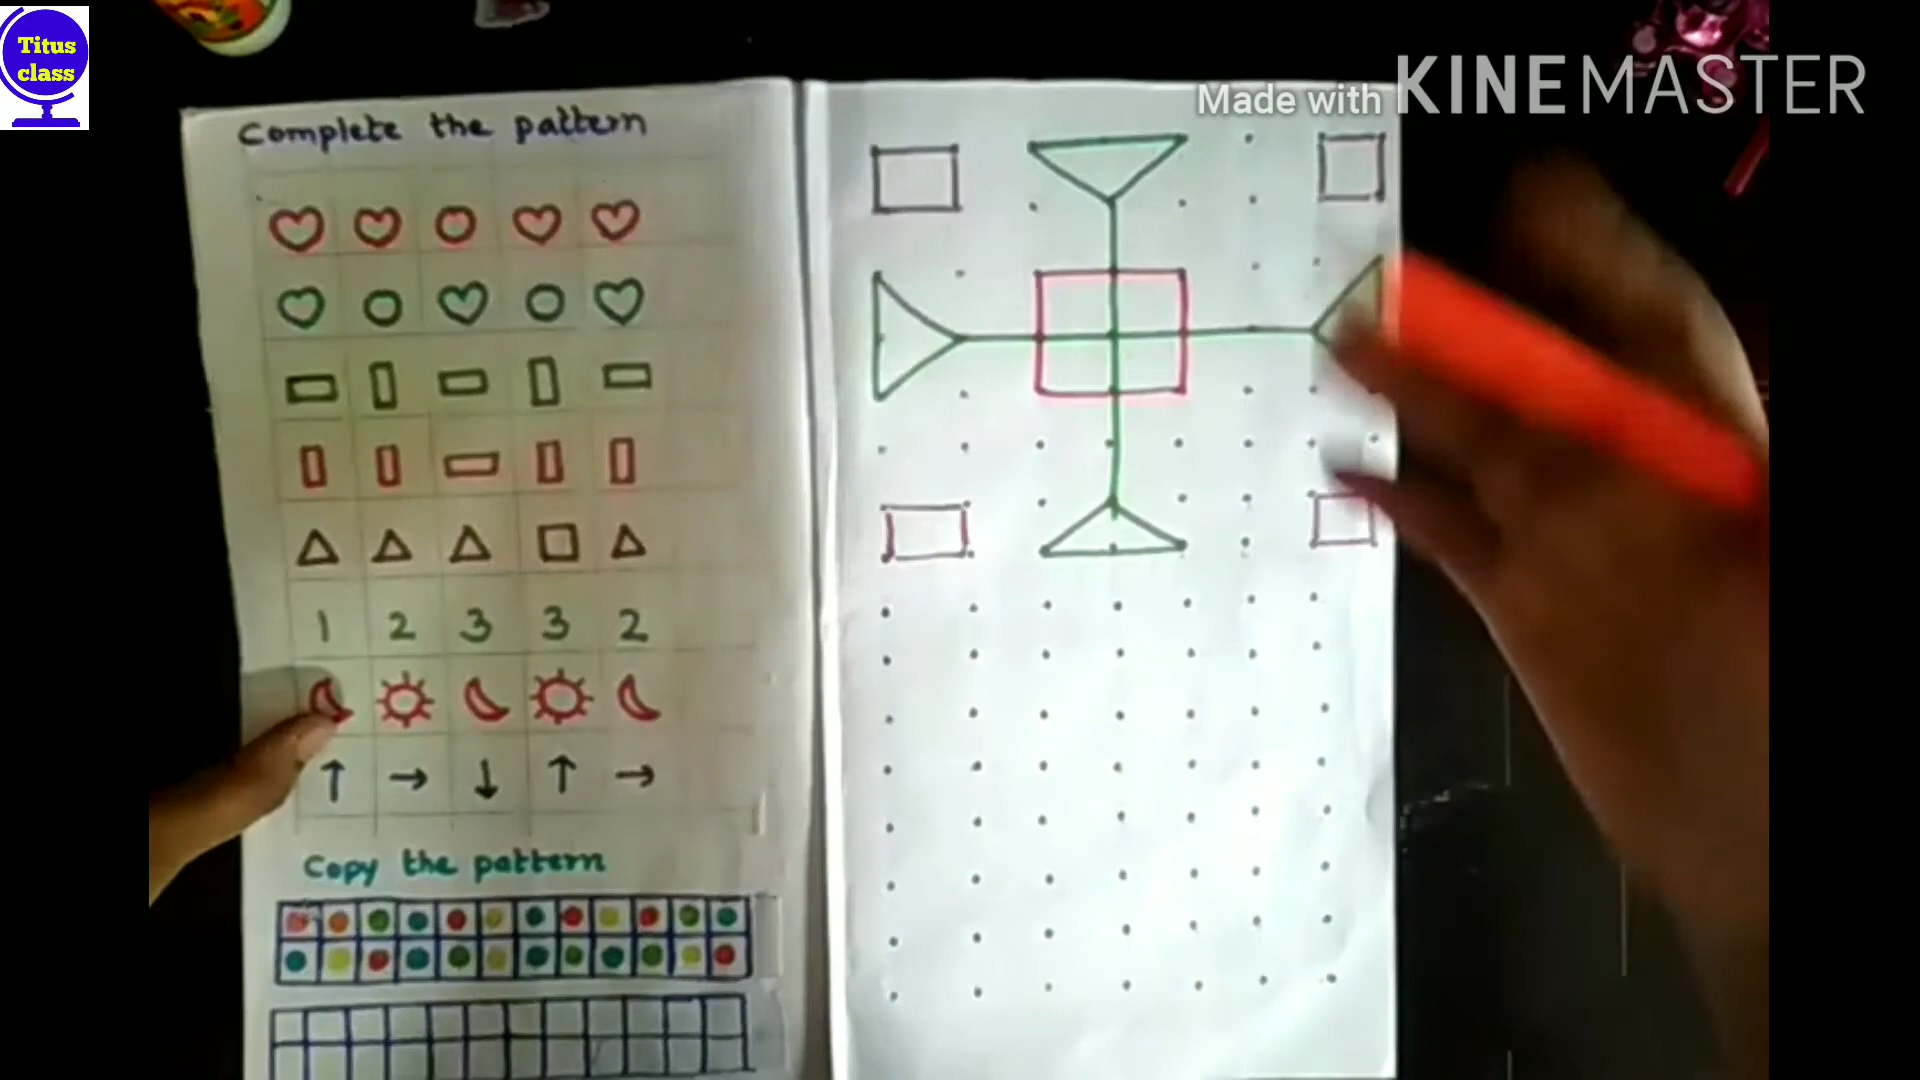 Titus
class
Made with KINEMASTER
Complete the pattern
1 2 3 3 2
↑ → ↓ ↑ →
Copy the pattern